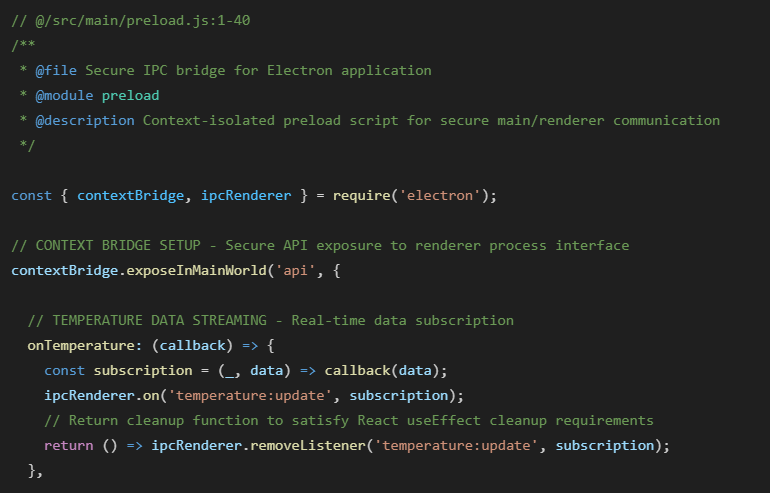 // @/src/main/preload.js:1-40
/**
 * @file Secure IPC bridge for Electron application
 * @module preload
 * @description Context-isolated preload script for secure main/renderer communication
 */
const { contextBridge, ipcRenderer } = require('electron');
// CONTEXT BRIDGE SETUP - Secure API exposure to renderer process interface
contextBridge.exposeInMainWorld('api', {
  // TEMPERATURE DATA STREAMING - Real-time data subscription
  onTemperature: (callback) => {
    const subscription = (_, data) => callback(data);
    ipcRenderer.on('temperature:update', subscription);
    // Return cleanup function to satisfy React useEffect cleanup requirements
    return () => ipcRenderer.removeListener('temperature:update', subscription);
  },